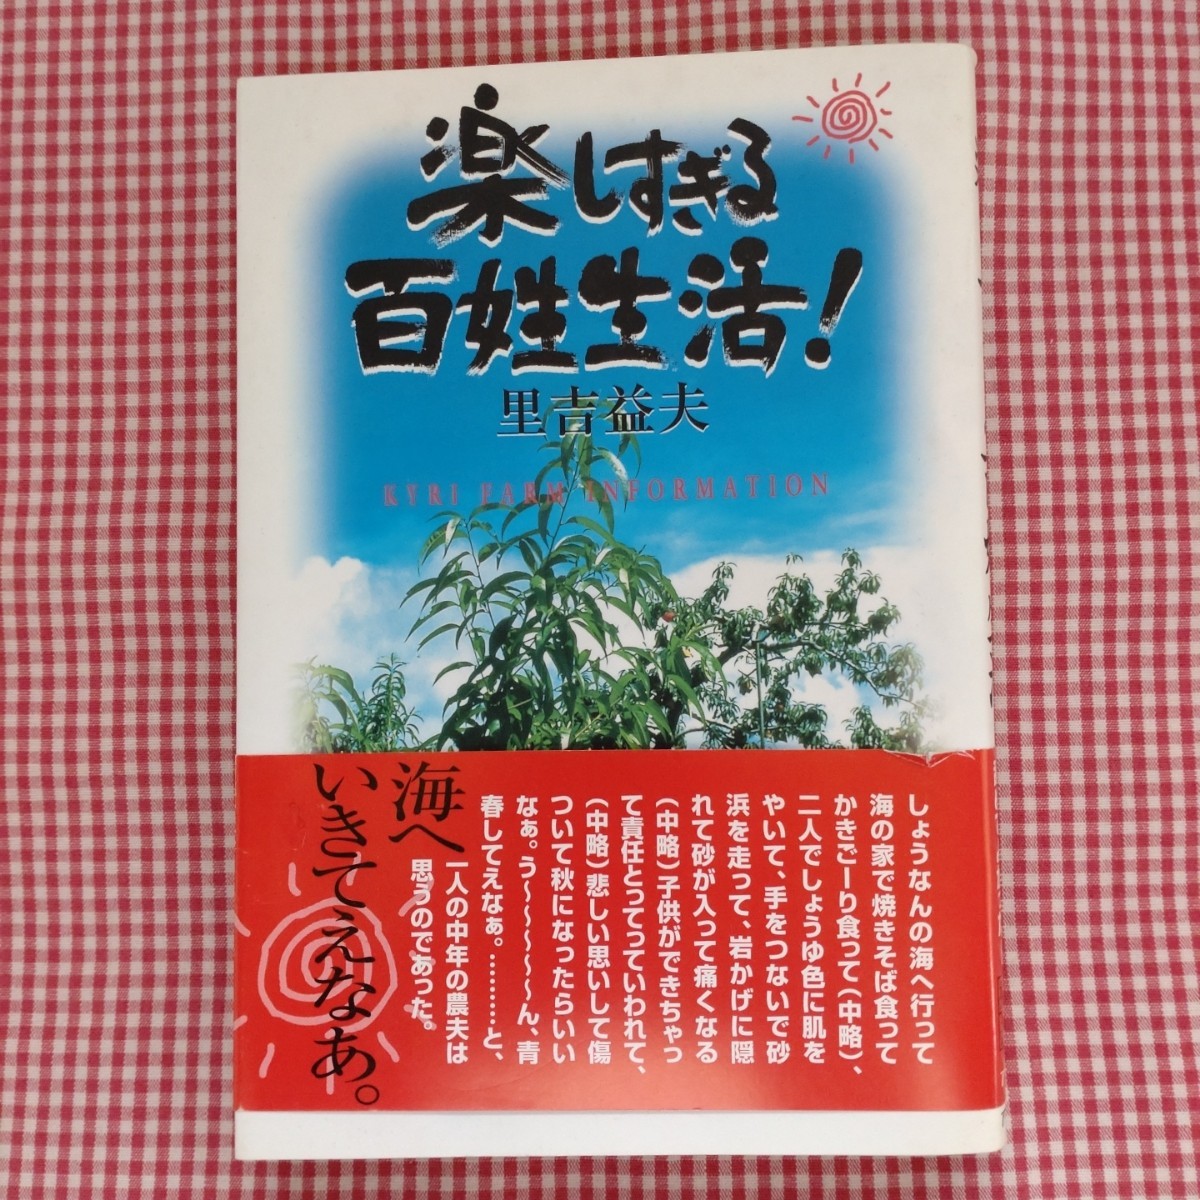 楽しすぎる
百姓生活！
里吉益夫
KYRI FARM INFORMATION
海へ
いきてえなあ。
しょうなんの海へ行って
海の家で焼きそば食って
かきごーり食って（中略）、
二人でしょうゆ色に肌を
やいて、手をつないで砂
浜を走って、岩かげに隠
れて砂が入って痛くなる
（中略）子供ができちゃっ
て責任とってっていわれて、
（中略）悲しい思いして傷
ついて秋になったらいい
なぁ。う〜〜〜〜〜ん、青
春してえなぁ。………と、
一人の中年の農夫は
思うのであった。